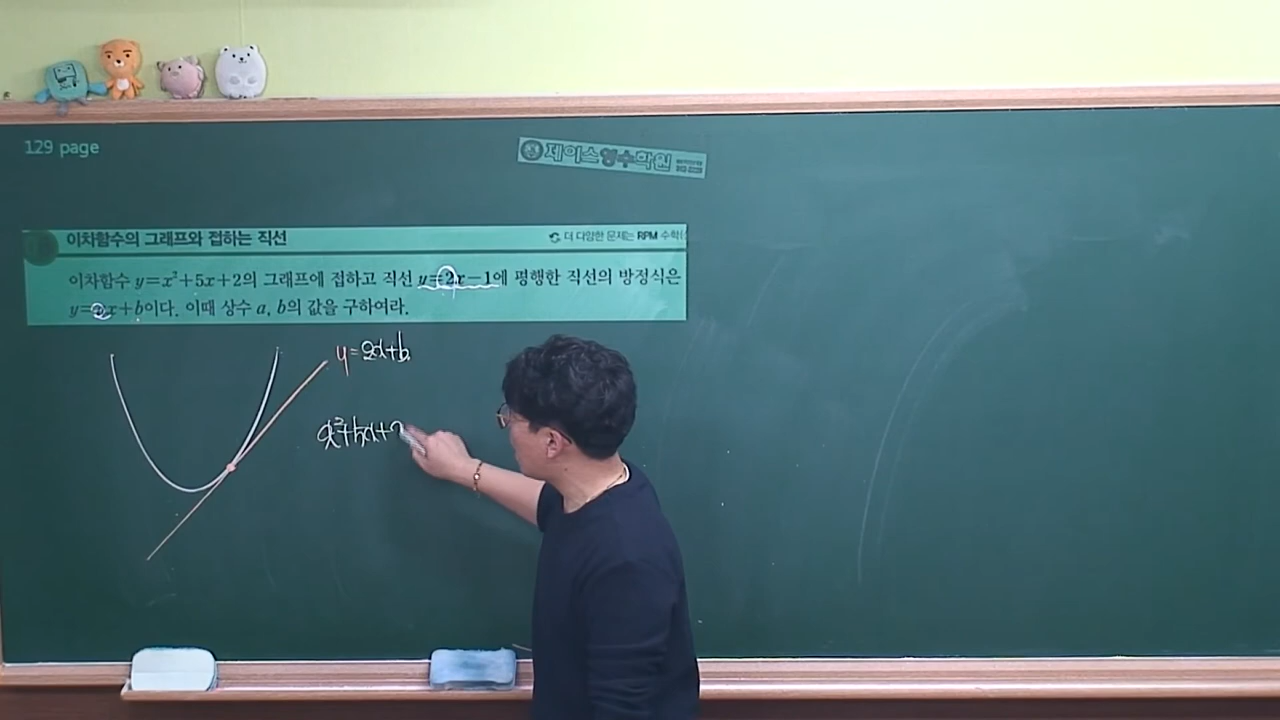 129 page
제이스영수학원
이차함수의 그래프와 접하는 직선
더 다양한 문제는 RPM 수학(
이차함수 y=x²+5x+2의 그래프에 접하고 직선 y=2x-1에 평행한 직선의 방정식은
y=ax+b이다. 이때 상수 a, b의 값을 구하여라.
y=2x+b
x²+5x+2